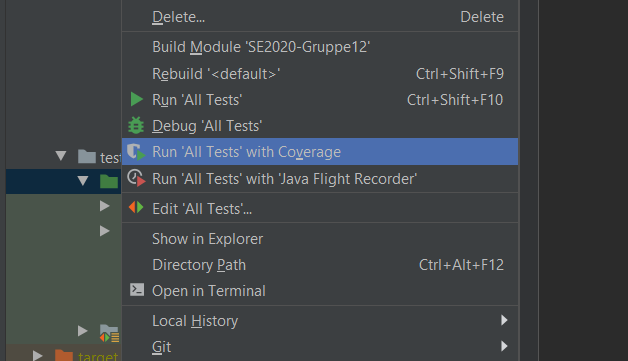 Delete... Delete
Build Module 'SE2020-Gruppe12'
Rebuild '<default>' Ctrl+Shift+F9
Run 'All Tests' Ctrl+Shift+F10
Debug 'All Tests'
Run 'All Tests' with Coverage
test
Run 'All Tests' with 'Java Flight Recorder'
Edit 'All Tests'...
Show in Explorer
Directory Path Ctrl+Alt+F12
Open in Terminal
Local History
Git
target